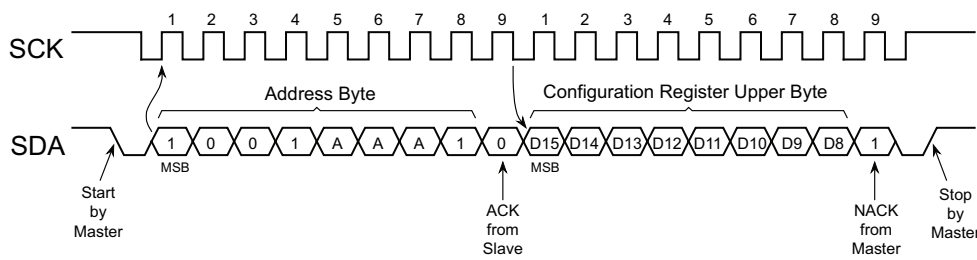 1 2 3 4 5 6 7 8 9 1 2 3 4 5 6 7 8 9
SCK
Address Byte Configuration Register Upper Byte
SDA 1 0 0 1 A A A 1 0 D15 D14 D13 D12 D11 D10 D9 D8 1
MSB MSB
Start
by
Master
ACK
from
Slave
NACK
from
Master
Stop
by
Master